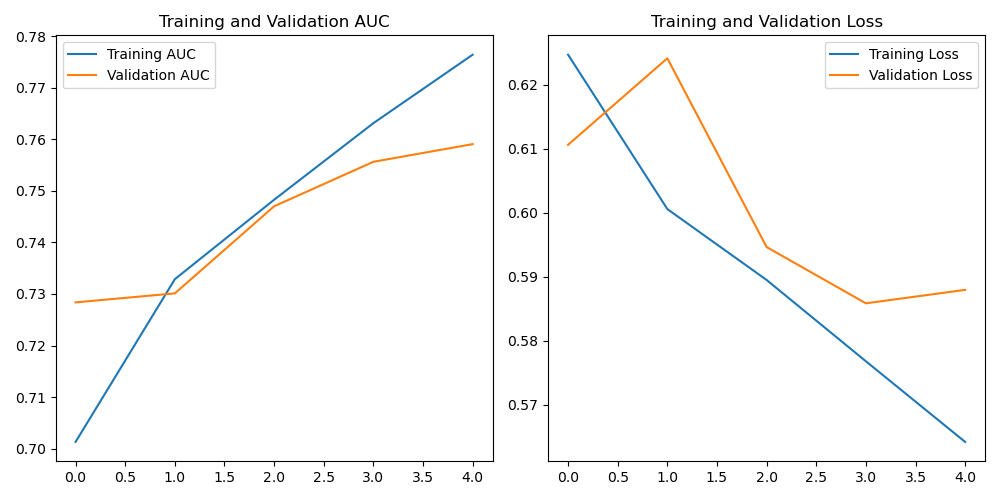 Training and Validation AUC
Training AUC
Validation AUC
0.78
0.77
0.76
0.75
0.74
0.73
0.72
0.71
0.70
0.0 0.5 1.0 1.5 2.0 2.5 3.0 3.5 4.0
Training and Validation Loss
Training Loss
Validation Loss
0.62
0.61
0.60
0.59
0.58
0.57
0.0 0.5 1.0 1.5 2.0 2.5 3.0 3.5 4.0